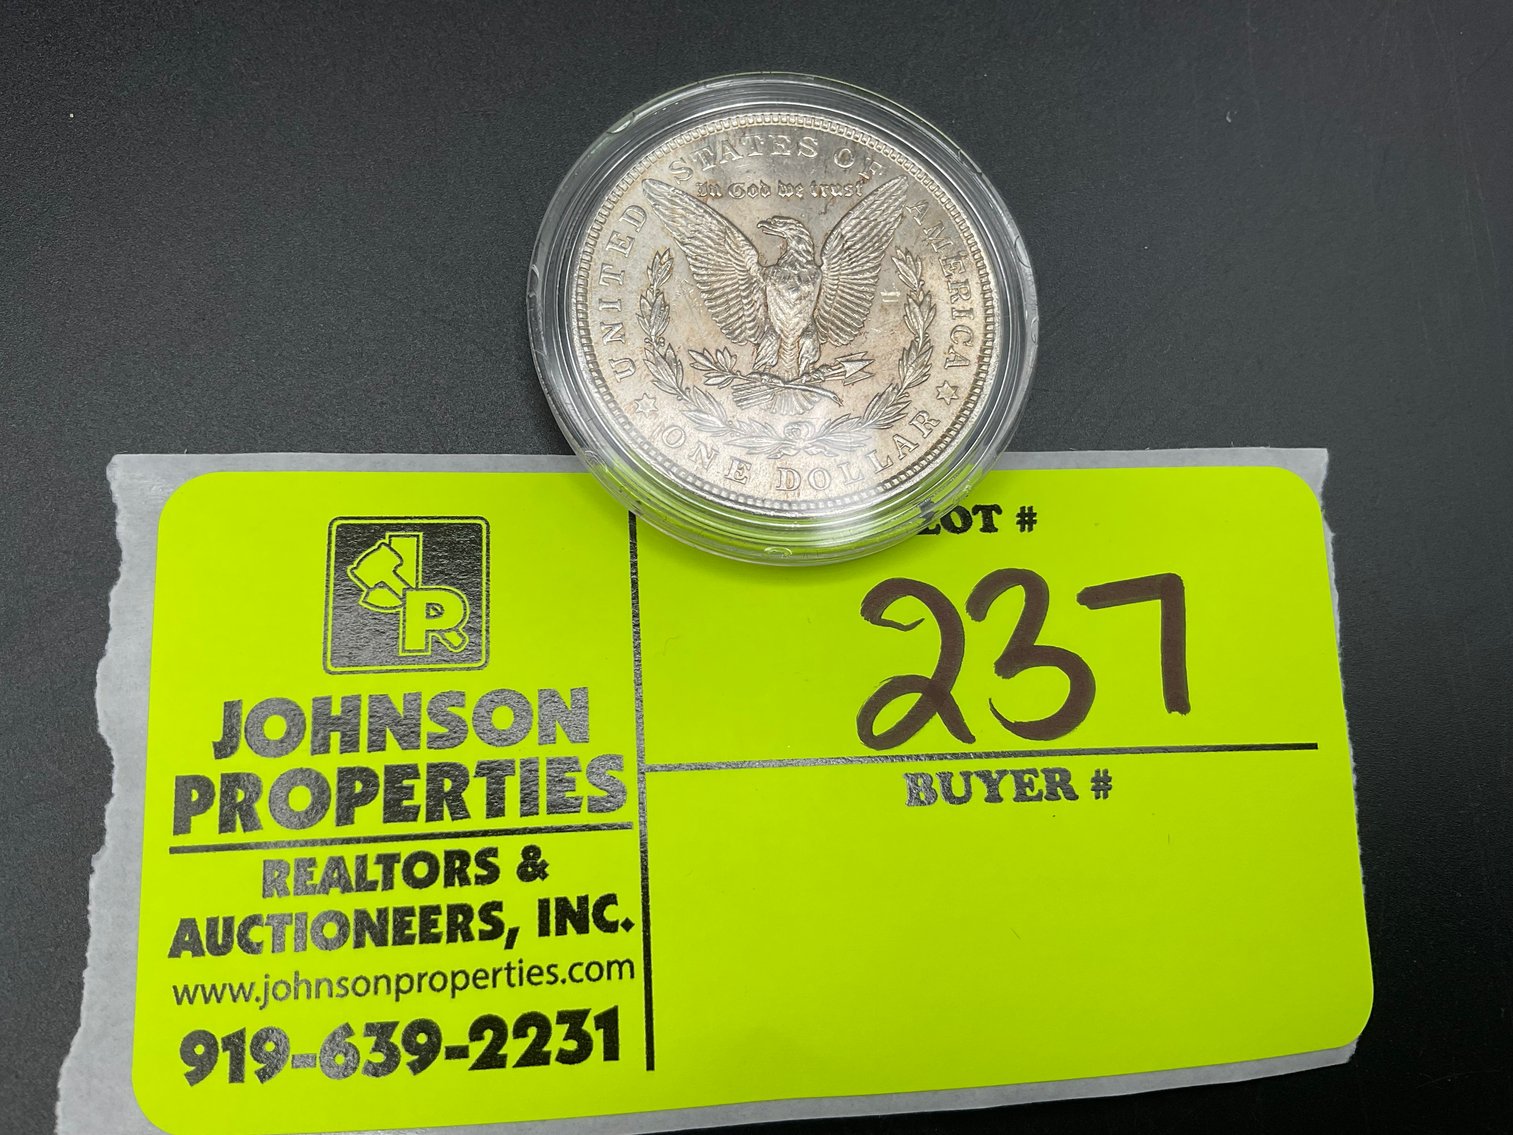 UNITED STATES OF AMERICA
In God we trust
ONE DOLLAR
JP
JOHNSON
PROPERTIES
REALTORS &
AUCTIONEERS, INC.
www.johnsonproperties.com
919-639-2231
LOT #
237
BUYER #